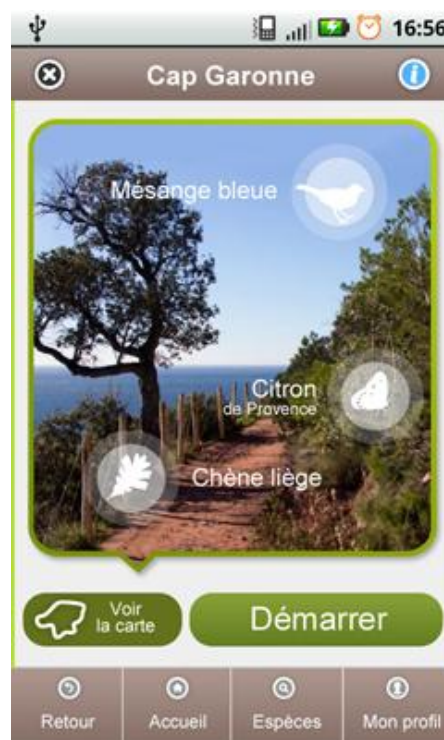 16:56
Cap Garonne
Mésange bleue
Citron
de Provence
Chène liège
Voir
la carte
Démarrer
Retour
Accueil
Espèces
Mon profil